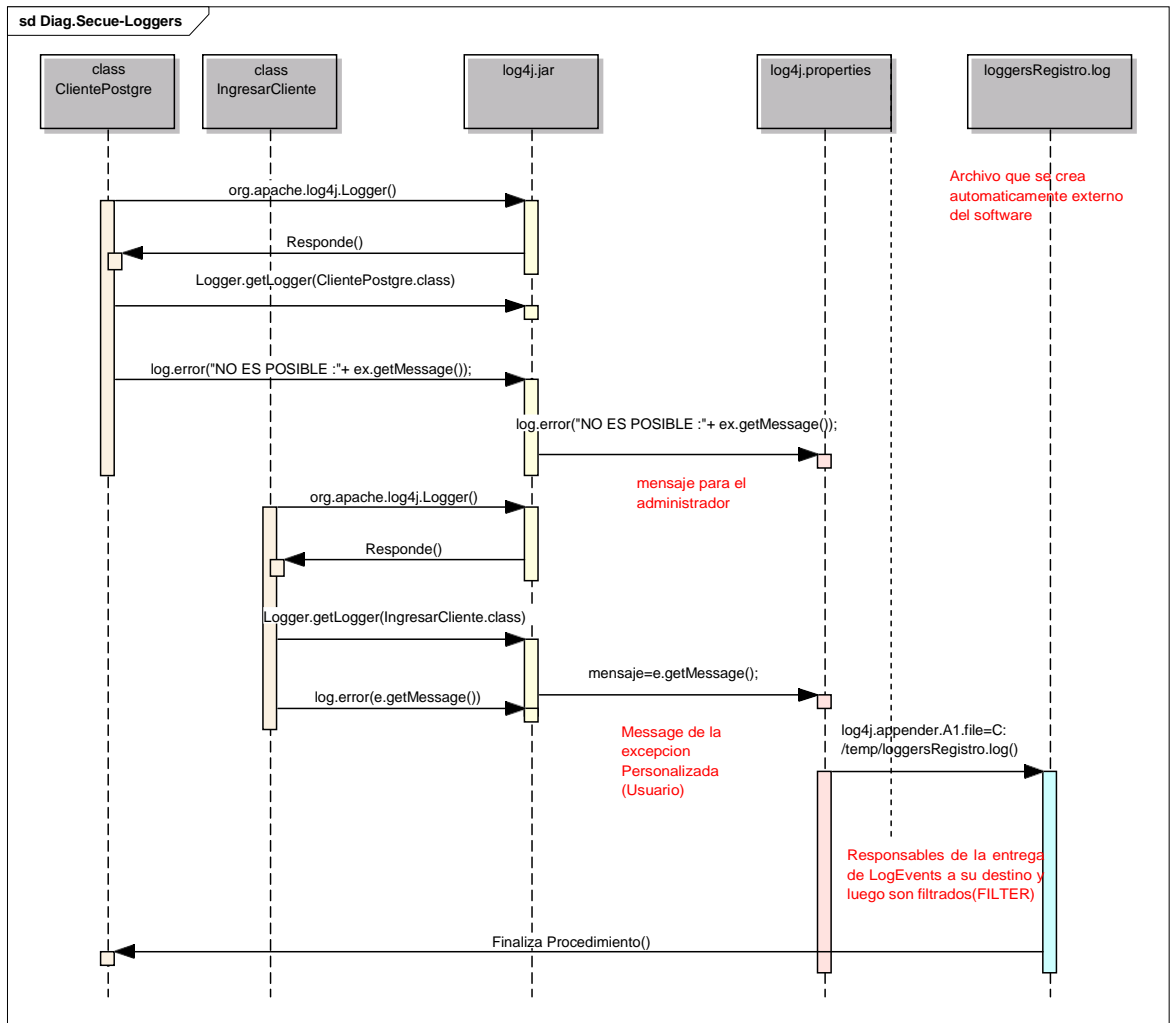 sd Diag.Secue-Loggers
class
ClientePostgre
class
IngresarCliente
log4j.jar
log4j.properties
loggersRegistro.log
Archivo que se crea
automaticamente externo
del software
org.apache.log4j.Logger()
Responde()
Logger.getLogger(ClientePostgre.class)
log.error("NO ES POSIBLE :"+ ex.getMessage());
log.error("NO ES POSIBLE :"+ ex.getMessage());
mensaje para el
administrador
org.apache.log4j.Logger()
Responde()
Logger.getLogger(IngresarCliente.class)
mensaje=e.getMessage();
log.error(e.getMessage())
Message de la
excepcion
Personalizada
(Usuario)
log4j.appender.A1.file=C:
/temp/loggersRegistro.log()
Responsables de la entrega
de LogEvents a su destino y
luego son filtrados(FILTER)
Finaliza Procedimiento()